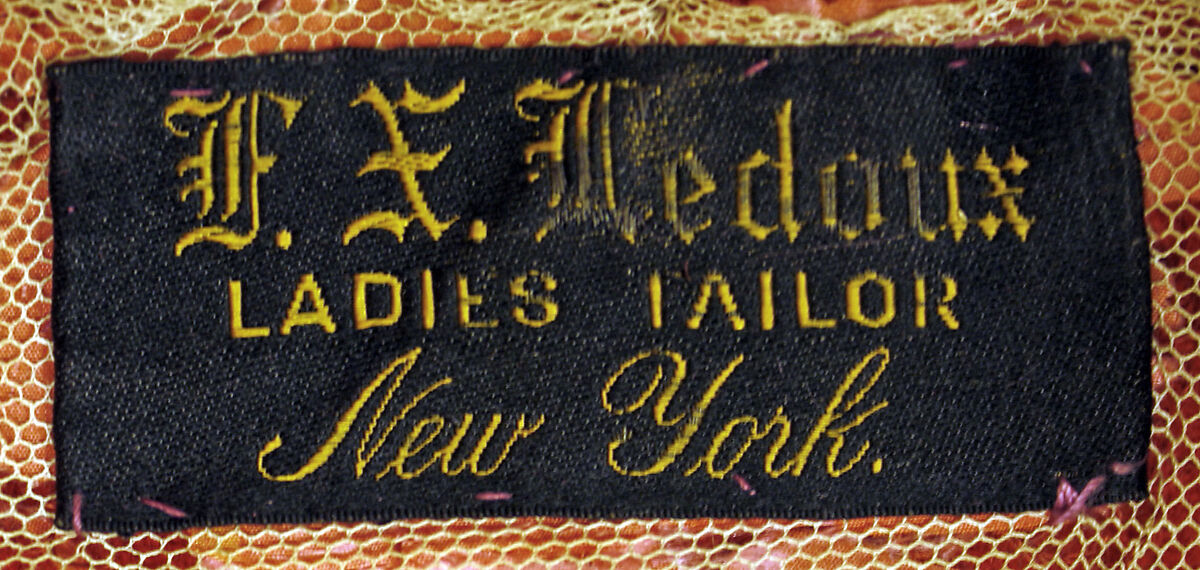 F. X. Ledoux
LADIES TAILOR
New York.